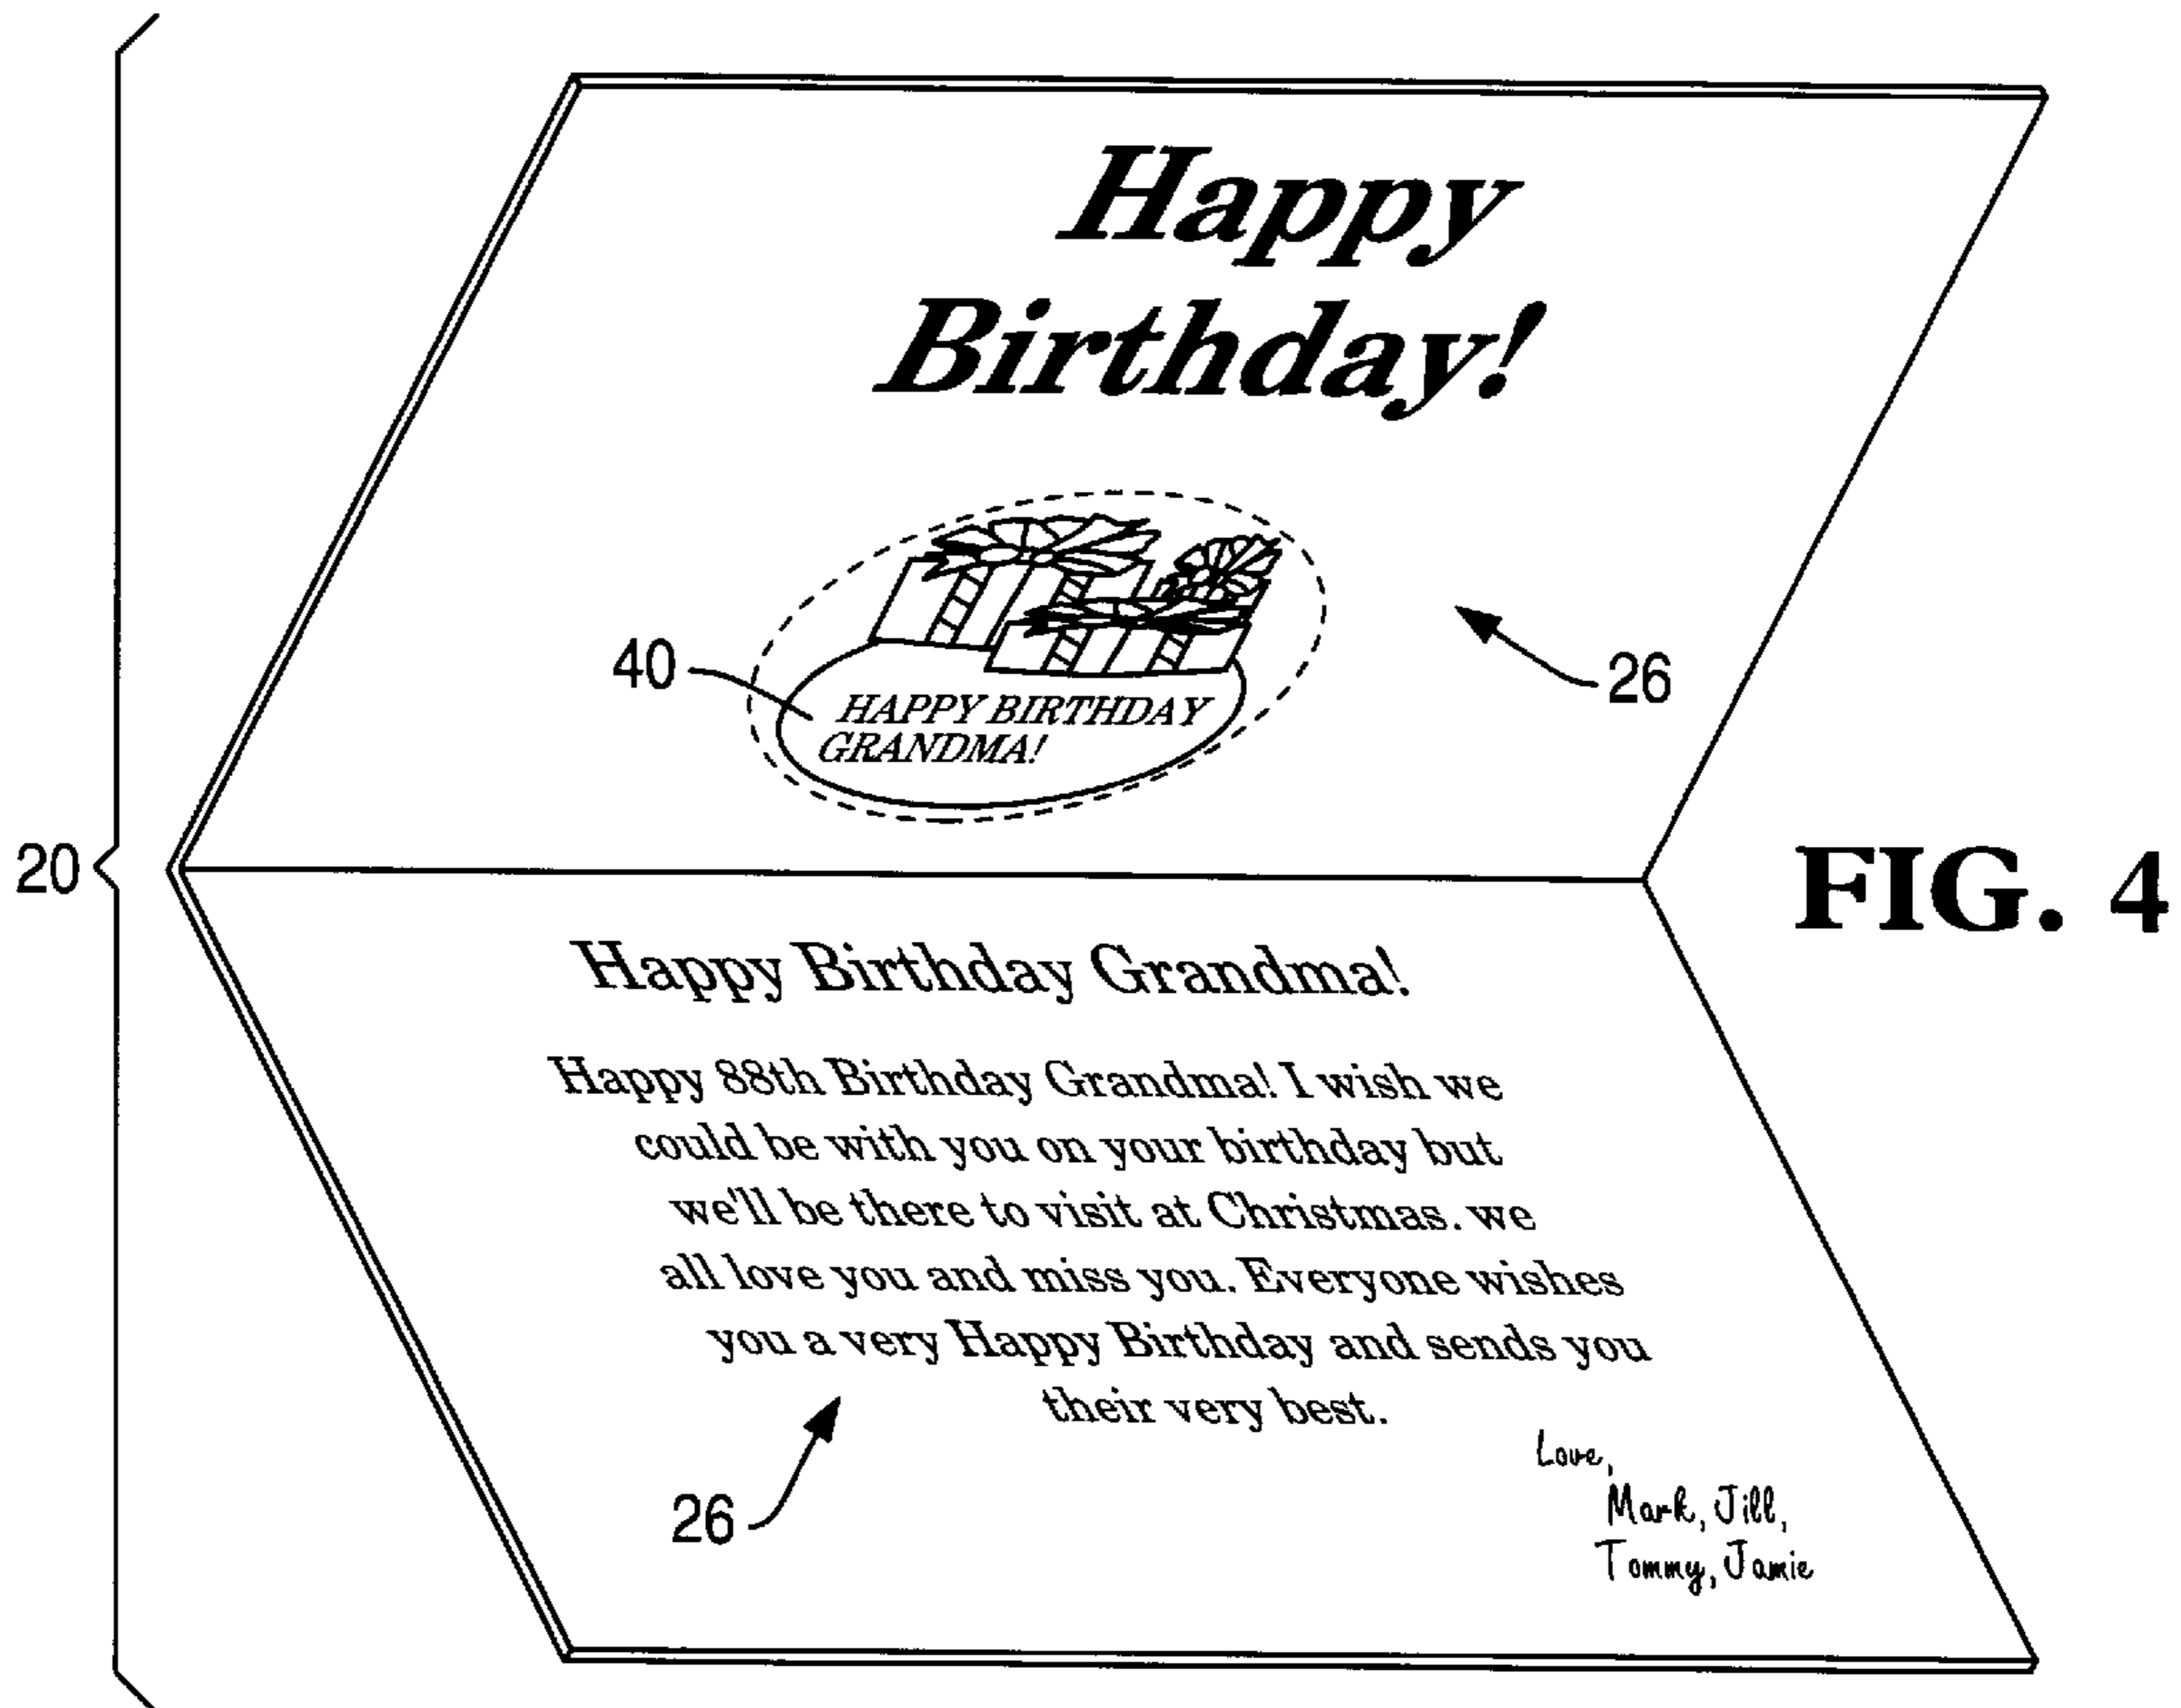 Happy
Birthday!
40
26
HAPPY BIRTHDAY
GRANDMA!
20
FIG. 4
Happy Birthday Grandma!
Happy 88th Birthday Grandma! I wish we
could be with you on your birthday but
we'll be there to visit at Christmas. we
all love you and miss you. Everyone wishes
you a very Happy Birthday and sends you
their very best.
26
Love,
Mark, Jill,
Tommy, Jamie